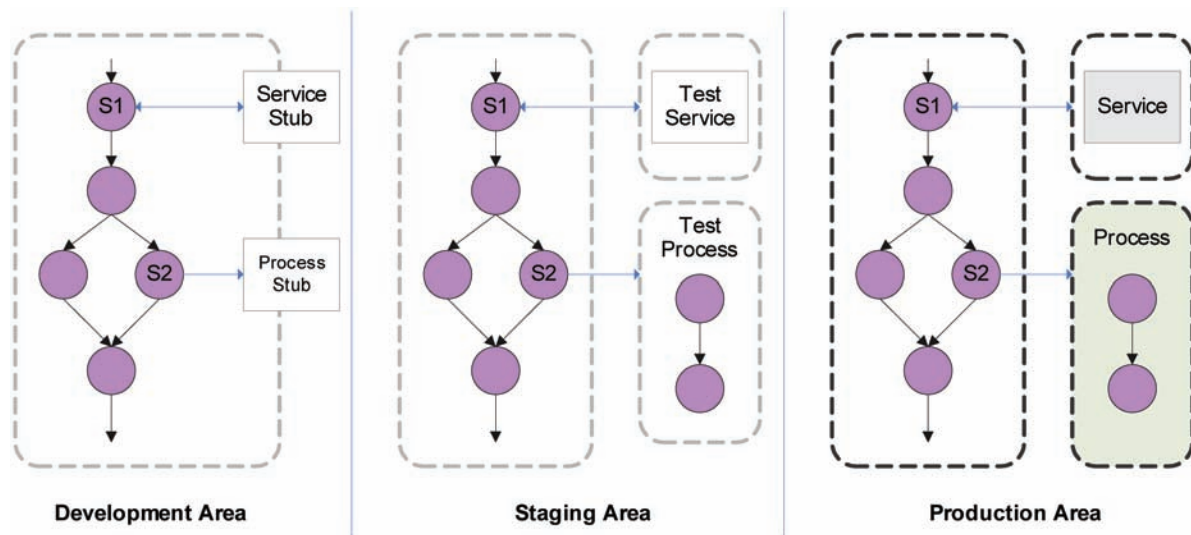 S1
Service
Stub
S2
Process
Stub
Development Area
S1
Test
Service
Test
Process
S2
Staging Area
S1
Service
Process
S2
Production Area